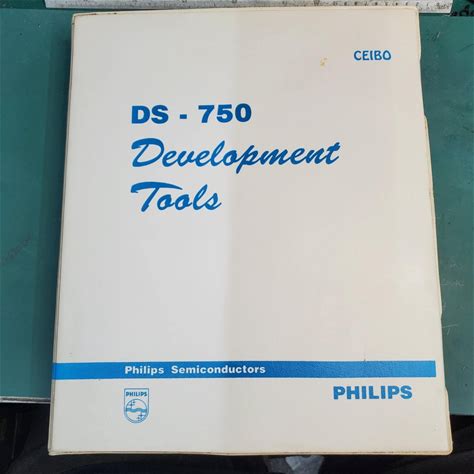 CEIBO
DS - 750
Development
Tools
Philips Semiconductors
PHILIPS
PHILIPS